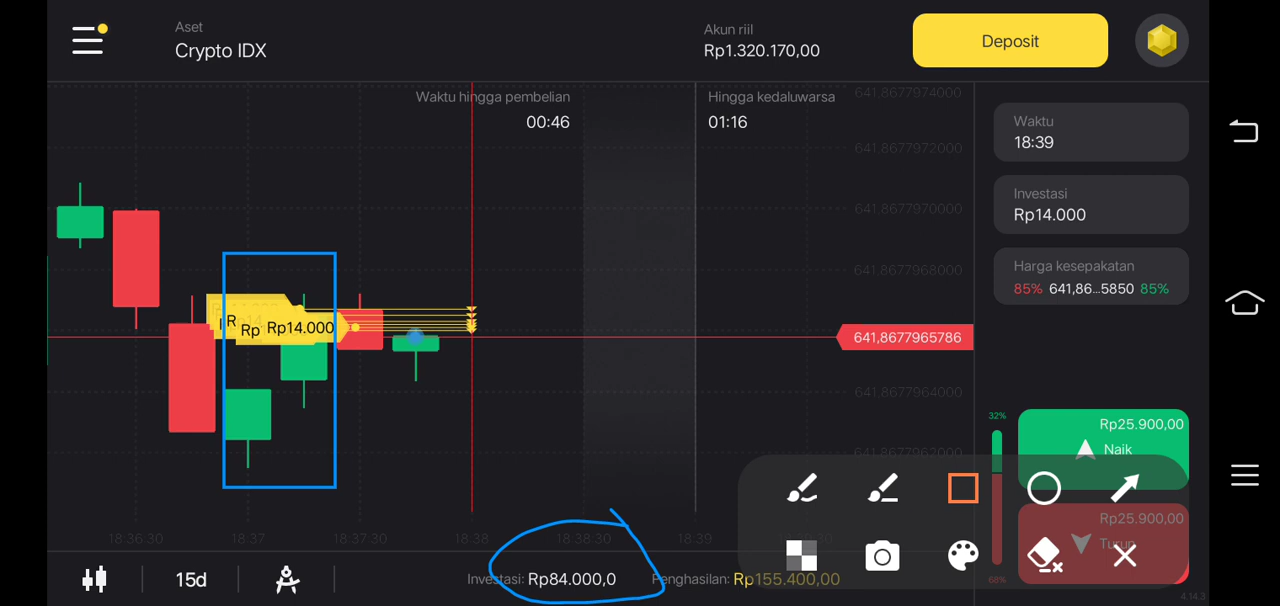 Aset
Crypto IDX
Akun riil
Rp1.320.170,00
Deposit
Waktu hingga pembelian
00:46
Hingga kedaluwarsa
01:16
641,8677974000
641,8677972000
641,8677970000
641,8677968000
641,8677965786
641,8677964000
Waktu
18:39
Investasi
Rp14.000
Harga kesepakatan
85% 641,86...5850 85%
R
Rp
Rp14.000
32%
Rp25.900,00
Naik
Rp25.900,00
Turun
68%
18:36:30
18:37
18:37:30
18:38
18:38:30
18:39
15d
Investasi: Rp84.000,0
Penghasilan: Rp155.400,00
4.14.3